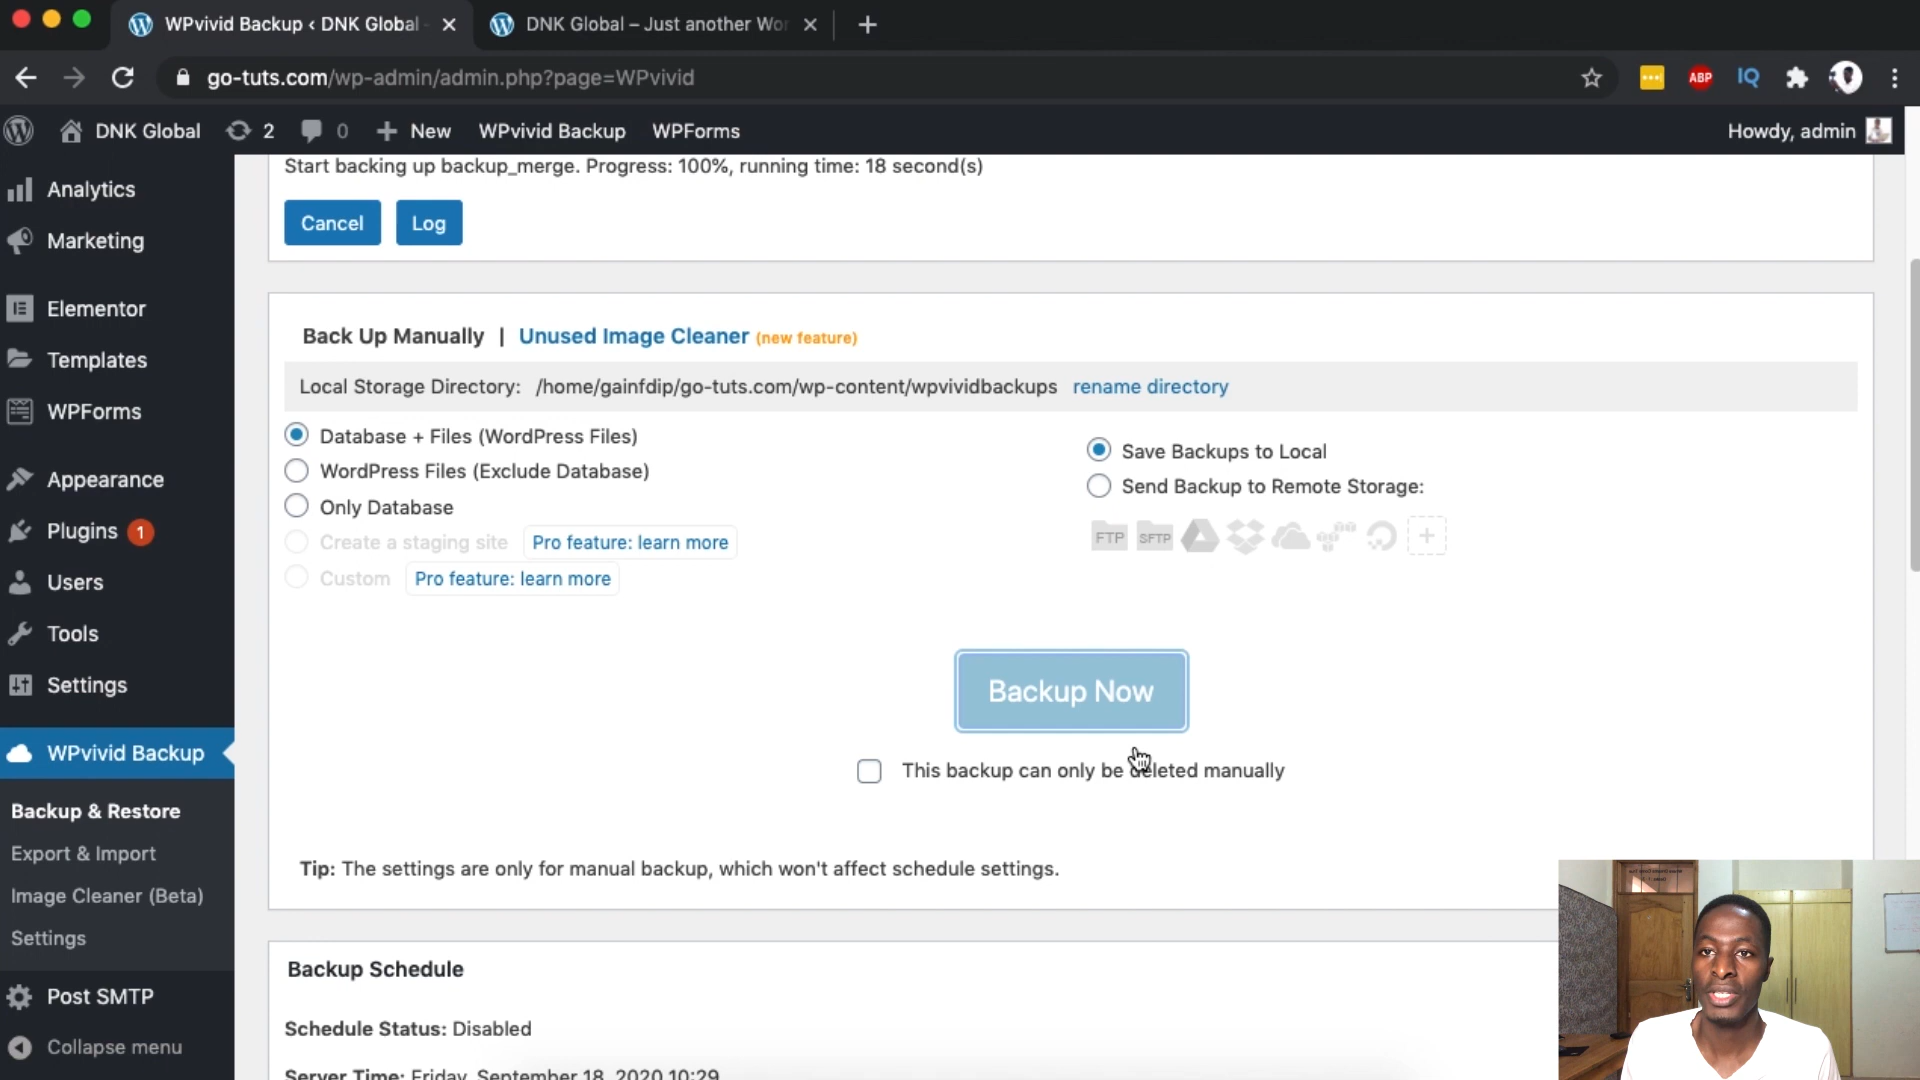 WPvivid Backup ‹ DNK Global -
DNK Global – Just another Wor
go-tuts.com/wp-admin/admin.php?page=WPvivid
ABP
IQ
DNK Global
2
0
New
WPvivid Backup
WPForms
Howdy, admin
Analytics
Marketing
Elementor
Templates
WPForms
Appearance
Plugins 1
Users
Tools
Settings
WPvivid Backup
Backup & Restore
Export & Import
Image Cleaner (Beta)
Settings
Post SMTP
Collapse menu
Start backing up backup_merge. Progress: 100%, running time: 18 second(s)
Cancel
Log
Back Up Manually | Unused Image Cleaner (new feature)
Local Storage Directory: /home/gainfdip/go-tuts.com/wp-content/wpvividbackups rename directory
Database + Files (WordPress Files)
WordPress Files (Exclude Database)
Only Database
Create a staging site Pro feature: learn more
Custom Pro feature: learn more
Save Backups to Local
Send Backup to Remote Storage:
FTP
SFTP
Backup Now
This backup can only be deleted manually
Tip: The settings are only for manual backup, which won't affect schedule settings.
Backup Schedule
Schedule Status: Disabled
Server Time: Friday, September 18, 2020 10:29